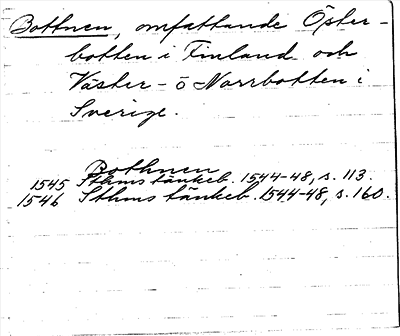 Bottnen, omfattande Öster-
botten i Finland och
Väster- o Norrbotten i
Sverige.
Bothnen
1545 Sthms tänkeb. 1544-48, s. 113.
1546 Sthms tänkeb. 1544-48, s. 160.